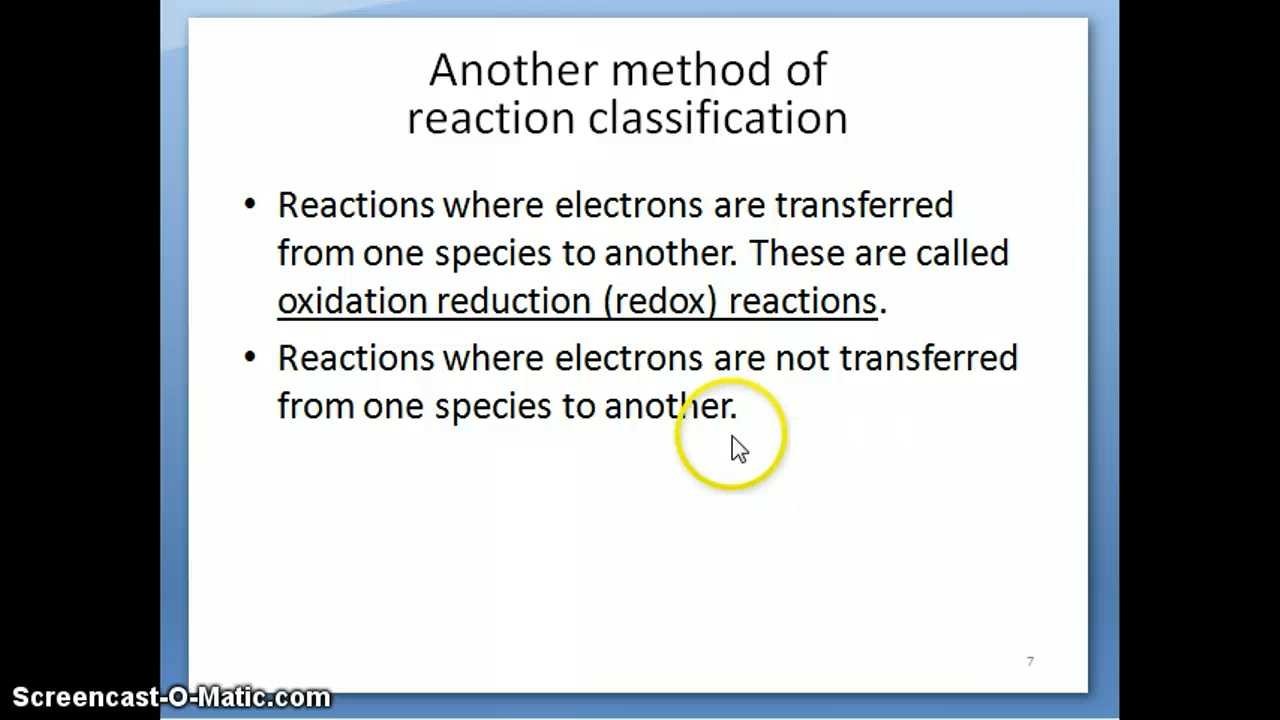 Another method of
reaction classification
• Reactions where electrons are transferred
from one species to another. These are called
oxidation reduction (redox) reactions.
• Reactions where electrons are not transferred
from one species to another.
7
Screencast-O-Matic.com